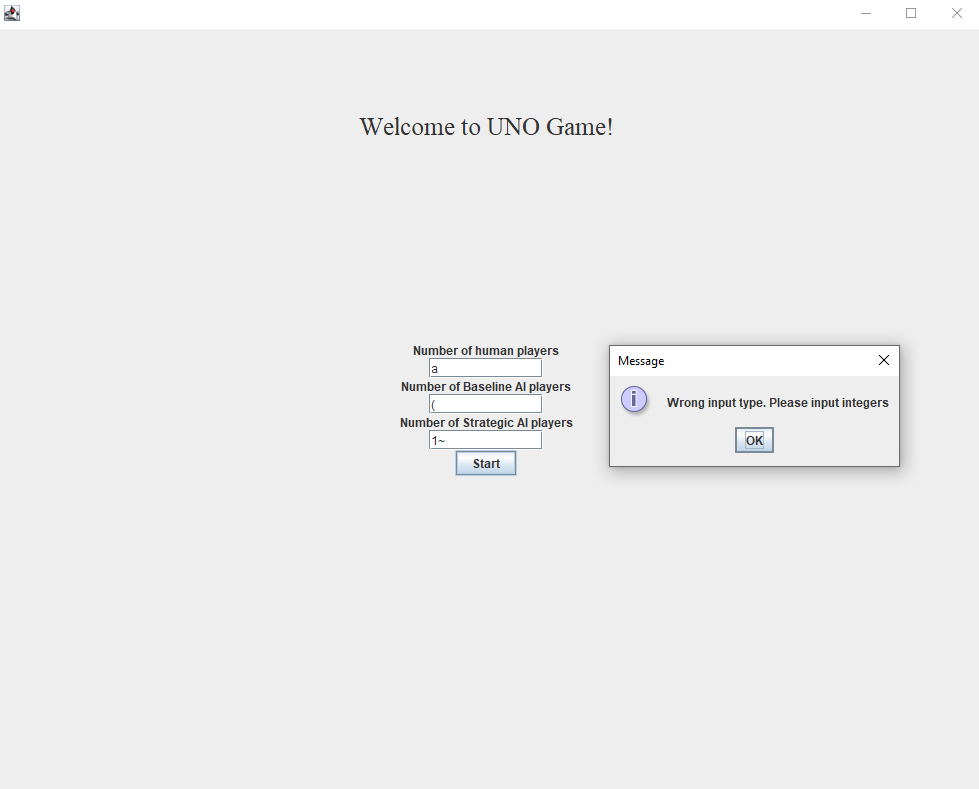 Welcome to UNO Game!
Number of human players
a
Number of Baseline AI players
(
Number of Strategic AI players
1~
Start
Message
Wrong input type. Please input integers
OK